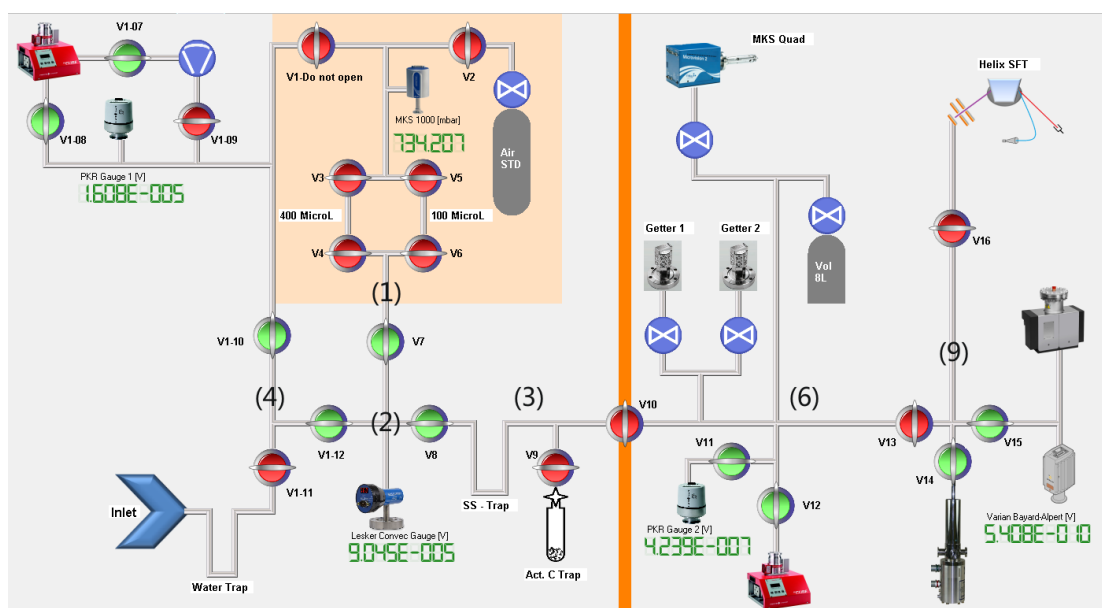 V1-07
V1-08
V1-09
PKR Gauge 1 [V]
1.608E-005
V1-Do not open
V2
MKS 1000 [mbar]
734.207
Air
STD
V3
V5
400 MicroL
100 MicroL
V4
V6
(1)
V1-10
V7
(4)
(2)
(3)
V1-12
V8
V9
V1-11
Inlet
Water Trap
SS - Trap
Lesker Convec Gauge [V]
9.045E-005
M
Act. C Trap
V10
MKS Quad
Helix SFT
Getter 1
Getter 2
Vol
8L
V16
(9)
(6)
V11
V13
V15
V14
V12
PKR Gauge 2 [V]
4.239E-007
Varian Bayard-Alpert [V]
5.408E-010